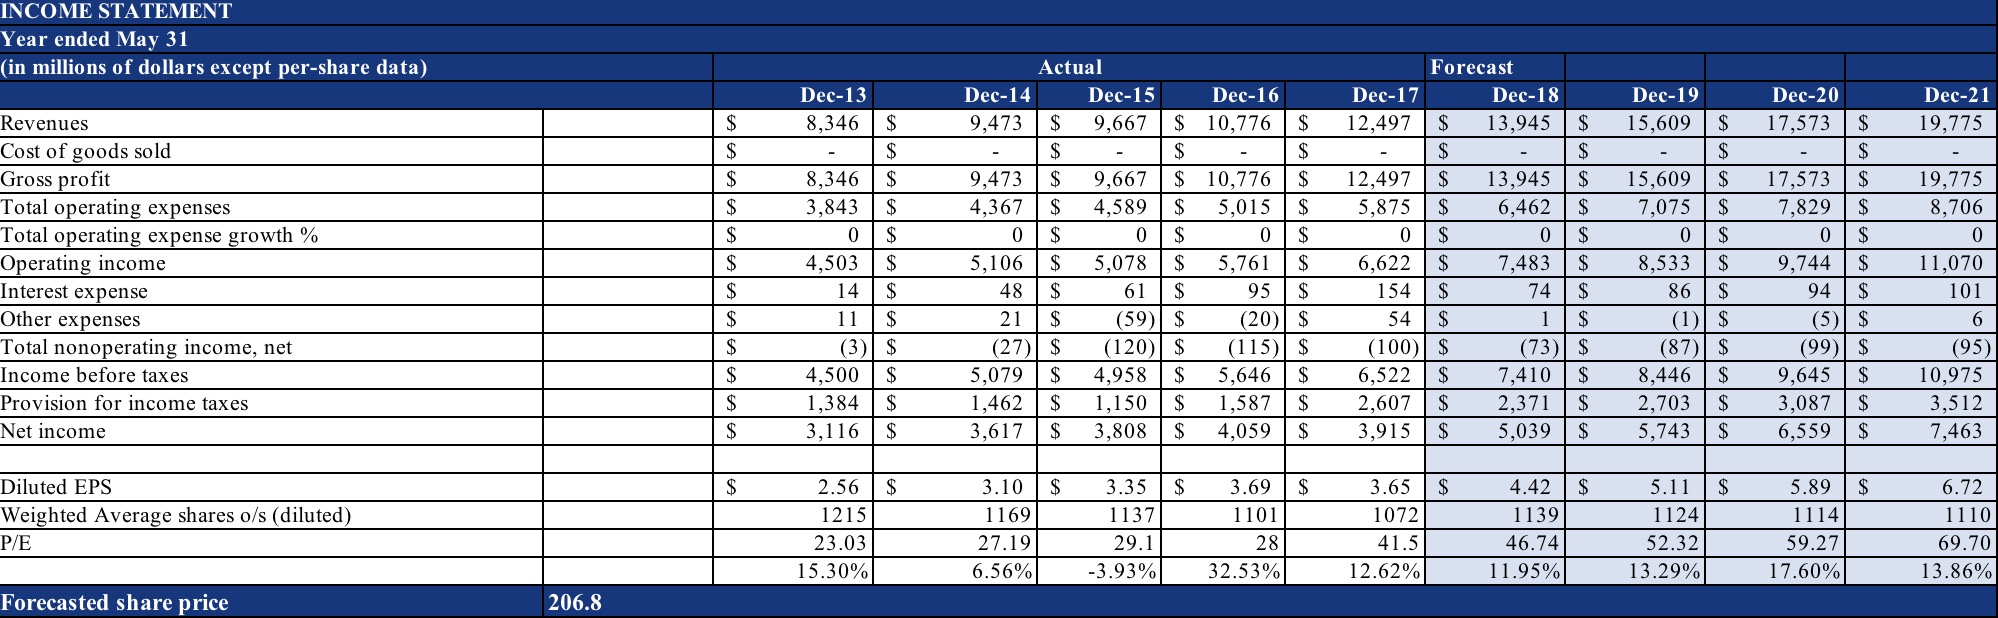 INCOME STATEMENT
Year ended May 31
(in millions of dollars except per-share data) Actual Forecast
Dec-13 Dec-14 Dec-15 Dec-16 Dec-17 Dec-18 Dec-19 Dec-20 Dec-21
Revenues $ 8,346 $ 9,473 $ 9,667 $ 10,776 $ 12,497 $ 13,945 $ 15,609 $ 17,573 $ 19,775
Cost of goods sold $ - $ - $ - $ - $ - $ - $ - $ - $ -
Gross profit $ 8,346 $ 9,473 $ 9,667 $ 10,776 $ 12,497 $ 13,945 $ 15,609 $ 17,573 $ 19,775
Total operating expenses $ 3,843 $ 4,367 $ 4,589 $ 5,015 $ 5,875 $ 6,462 $ 7,075 $ 7,829 $ 8,706
Total operating expense growth % $ 0 $ 0 $ 0 $ 0 $ 0 $ 0 $ 0 $ 0 $ 0
Operating income $ 4,503 $ 5,106 $ 5,078 $ 5,761 $ 6,622 $ 7,483 $ 8,533 $ 9,744 $ 11,070
Interest expense $ 14 $ 48 $ 61 $ 95 $ 154 $ 74 $ 86 $ 94 $ 101
Other expenses $ 11 $ 21 $ (59) $ (20) $ 54 $ 1 $ (1) $ (5) $ 6
Total nonoperating income, net $ (3) $ (27) $ (120) $ (115) $ (100) $ (73) $ (87) $ (99) $ (95)
Income before taxes $ 4,500 $ 5,079 $ 4,958 $ 5,646 $ 6,522 $ 7,410 $ 8,446 $ 9,645 $ 10,975
Provision for income taxes $ 1,384 $ 1,462 $ 1,150 $ 1,587 $ 2,607 $ 2,371 $ 2,703 $ 3,087 $ 3,512
Net income $ 3,116 $ 3,617 $ 3,808 $ 4,059 $ 3,915 $ 5,039 $ 5,743 $ 6,559 $ 7,463
Diluted EPS $ 2.56 $ 3.10 $ 3.35 $ 3.69 $ 3.65 $ 4.42 $ 5.11 $ 5.89 $ 6.72
Weighted Average shares o/s (diluted) 1215 1169 1137 1101 1072 1139 1124 1114 1110
P/E 23.03 27.19 29.1 28 41.5 46.74 52.32 59.27 69.70
15.30% 6.56% -3.93% 32.53% 12.62% 11.95% 13.29% 17.60% 13.86%
Forecasted share price 206.8